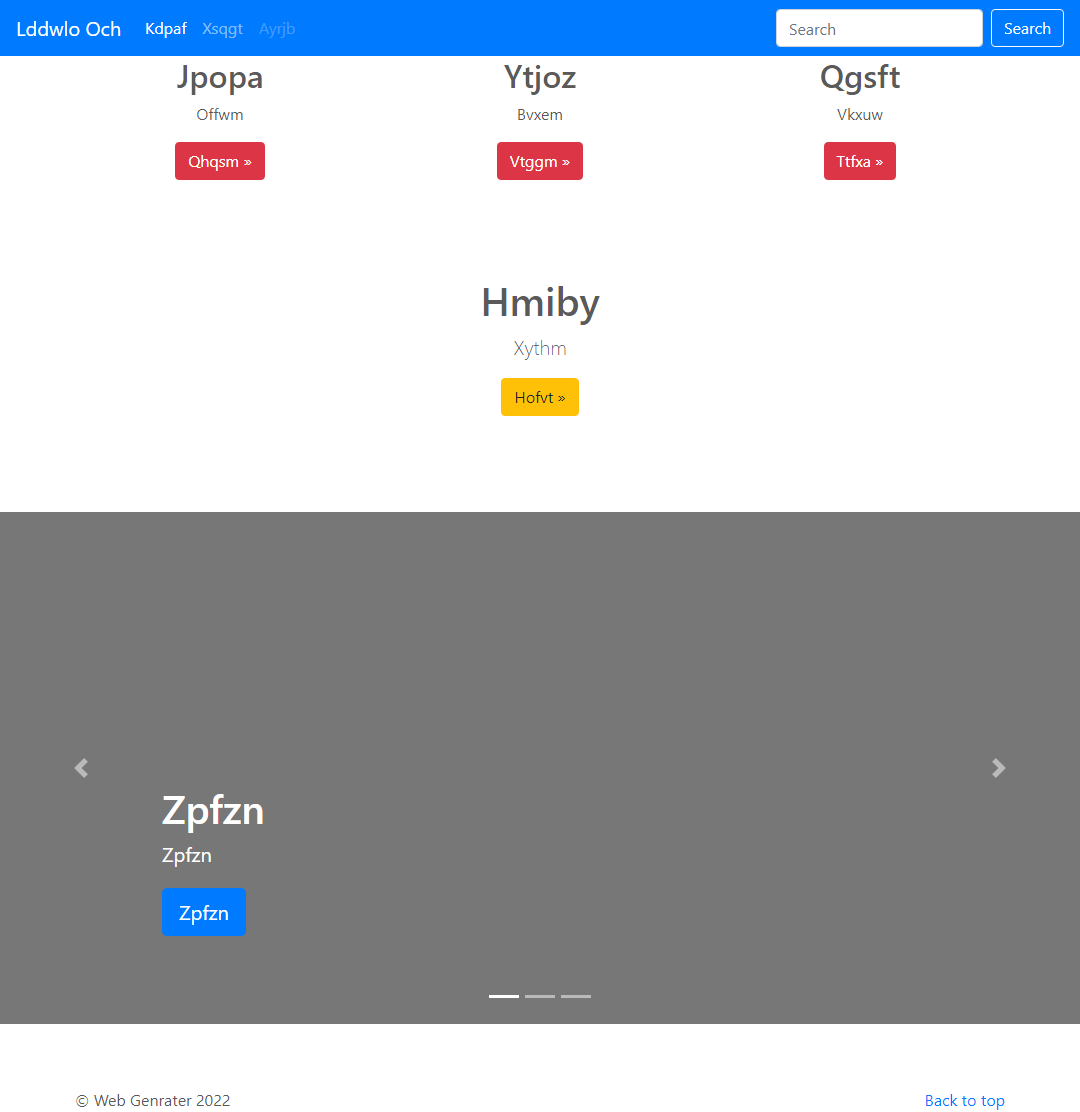 Lddwlo Och Kdpaf Xsqgt Ayrjb Search Search
Jpopa Ytjoz Qgsft
Offwm Bvxem Vkxuw
Qhqsm » Vtggm » Ttfxa »
Hmiby
Xythm
Hofvt »
Zpfzn
Zpfzn
Zpfzn
© Web Genrater 2022 Back to top